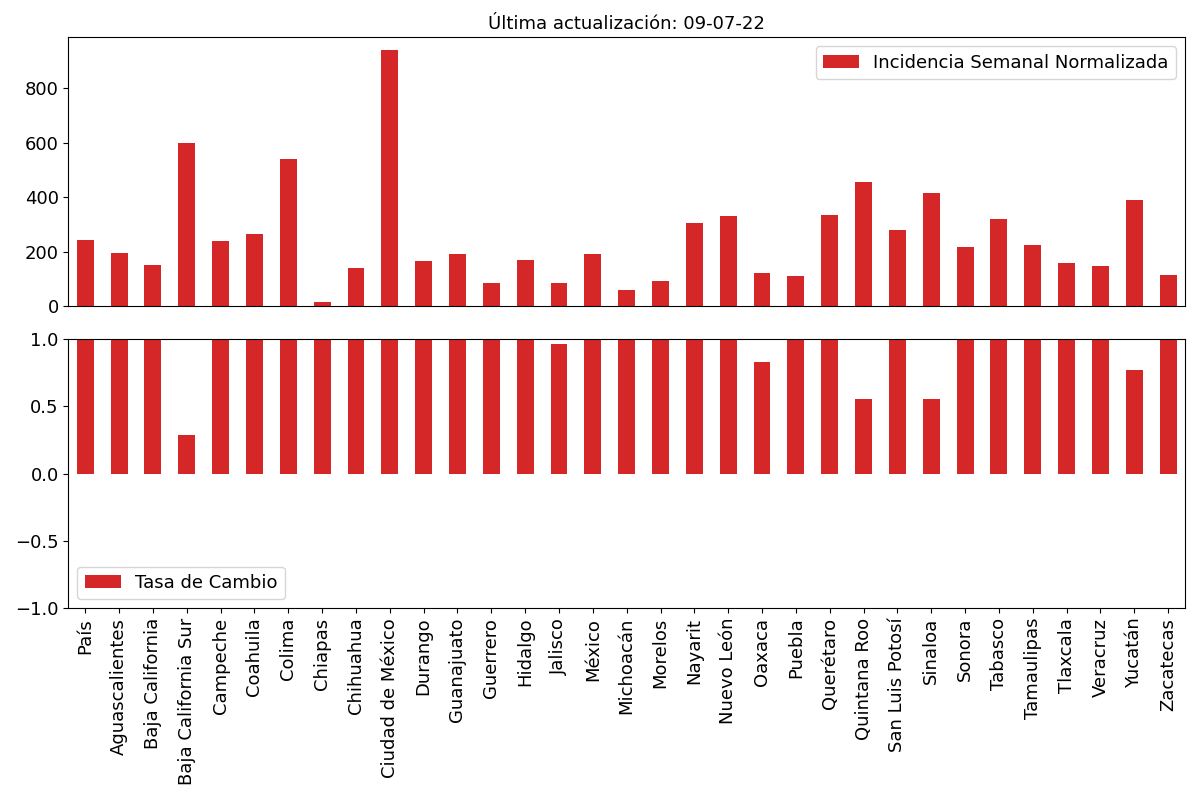 Última actualización: 09-07-22
Incidencia Semanal Normalizada
800
600
400
200
0
1.0
0.5
0.0
−0.5
−1.0
Tasa de Cambio
País
Aguascalientes
Baja California
Baja California Sur
Campeche
Coahuila
Colima
Chiapas
Chihuahua
Ciudad de México
Durango
Guanajuato
Guerrero
Hidalgo
Jalisco
México
Michoacán
Morelos
Nayarit
Nuevo León
Oaxaca
Puebla
Querétaro
Quintana Roo
San Luis Potosí
Sinaloa
Sonora
Tabasco
Tamaulipas
Tlaxcala
Veracruz
Yucatán
Zacatecas